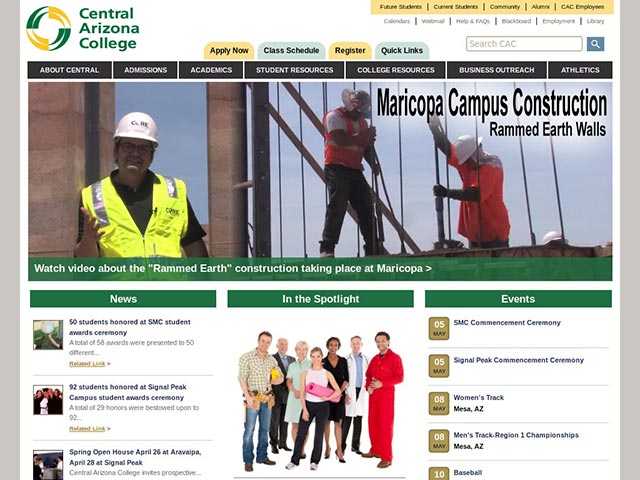 Central
Arizona
College
Future Students
Current Students
Community
Alumni
CAC Employees
Calendars
Webmail
Help & FAQs
Blackboard
Employment
Library
Apply Now
Class Schedule
Register
Quick Links
Search CAC
ABOUT CENTRAL
ADMISSIONS
ACADEMICS
STUDENT RESOURCES
COLLEGE RESOURCES
BUSINESS OUTREACH
ATHLETICS
Maricopa Campus Construction
Rammed Earth Walls
CORE
CORE
Watch video about the "Rammed Earth" construction taking place at Maricopa >
News
50 students honored at SMC student
awards ceremony
A total of 58 awards were presented to 50
different...
Related Link >
92 students honored at Signal Peak
Campus student awards ceremony
A total of 29 honors were bestowed upon to
92...
Related Link >
Spring Open House April 26 at Aravaipa,
April 28 at Signal Peak
Central Arizona College invites prospective...
In the Spotlight
Events
05
MAY
SMC Commencement Ceremony
05
MAY
Signal Peak Commencement Ceremony
08
MAY
Women's Track
Mesa, AZ
08
MAY
Men's Track-Region 1 Championships
Mesa, AZ
10
Baseball